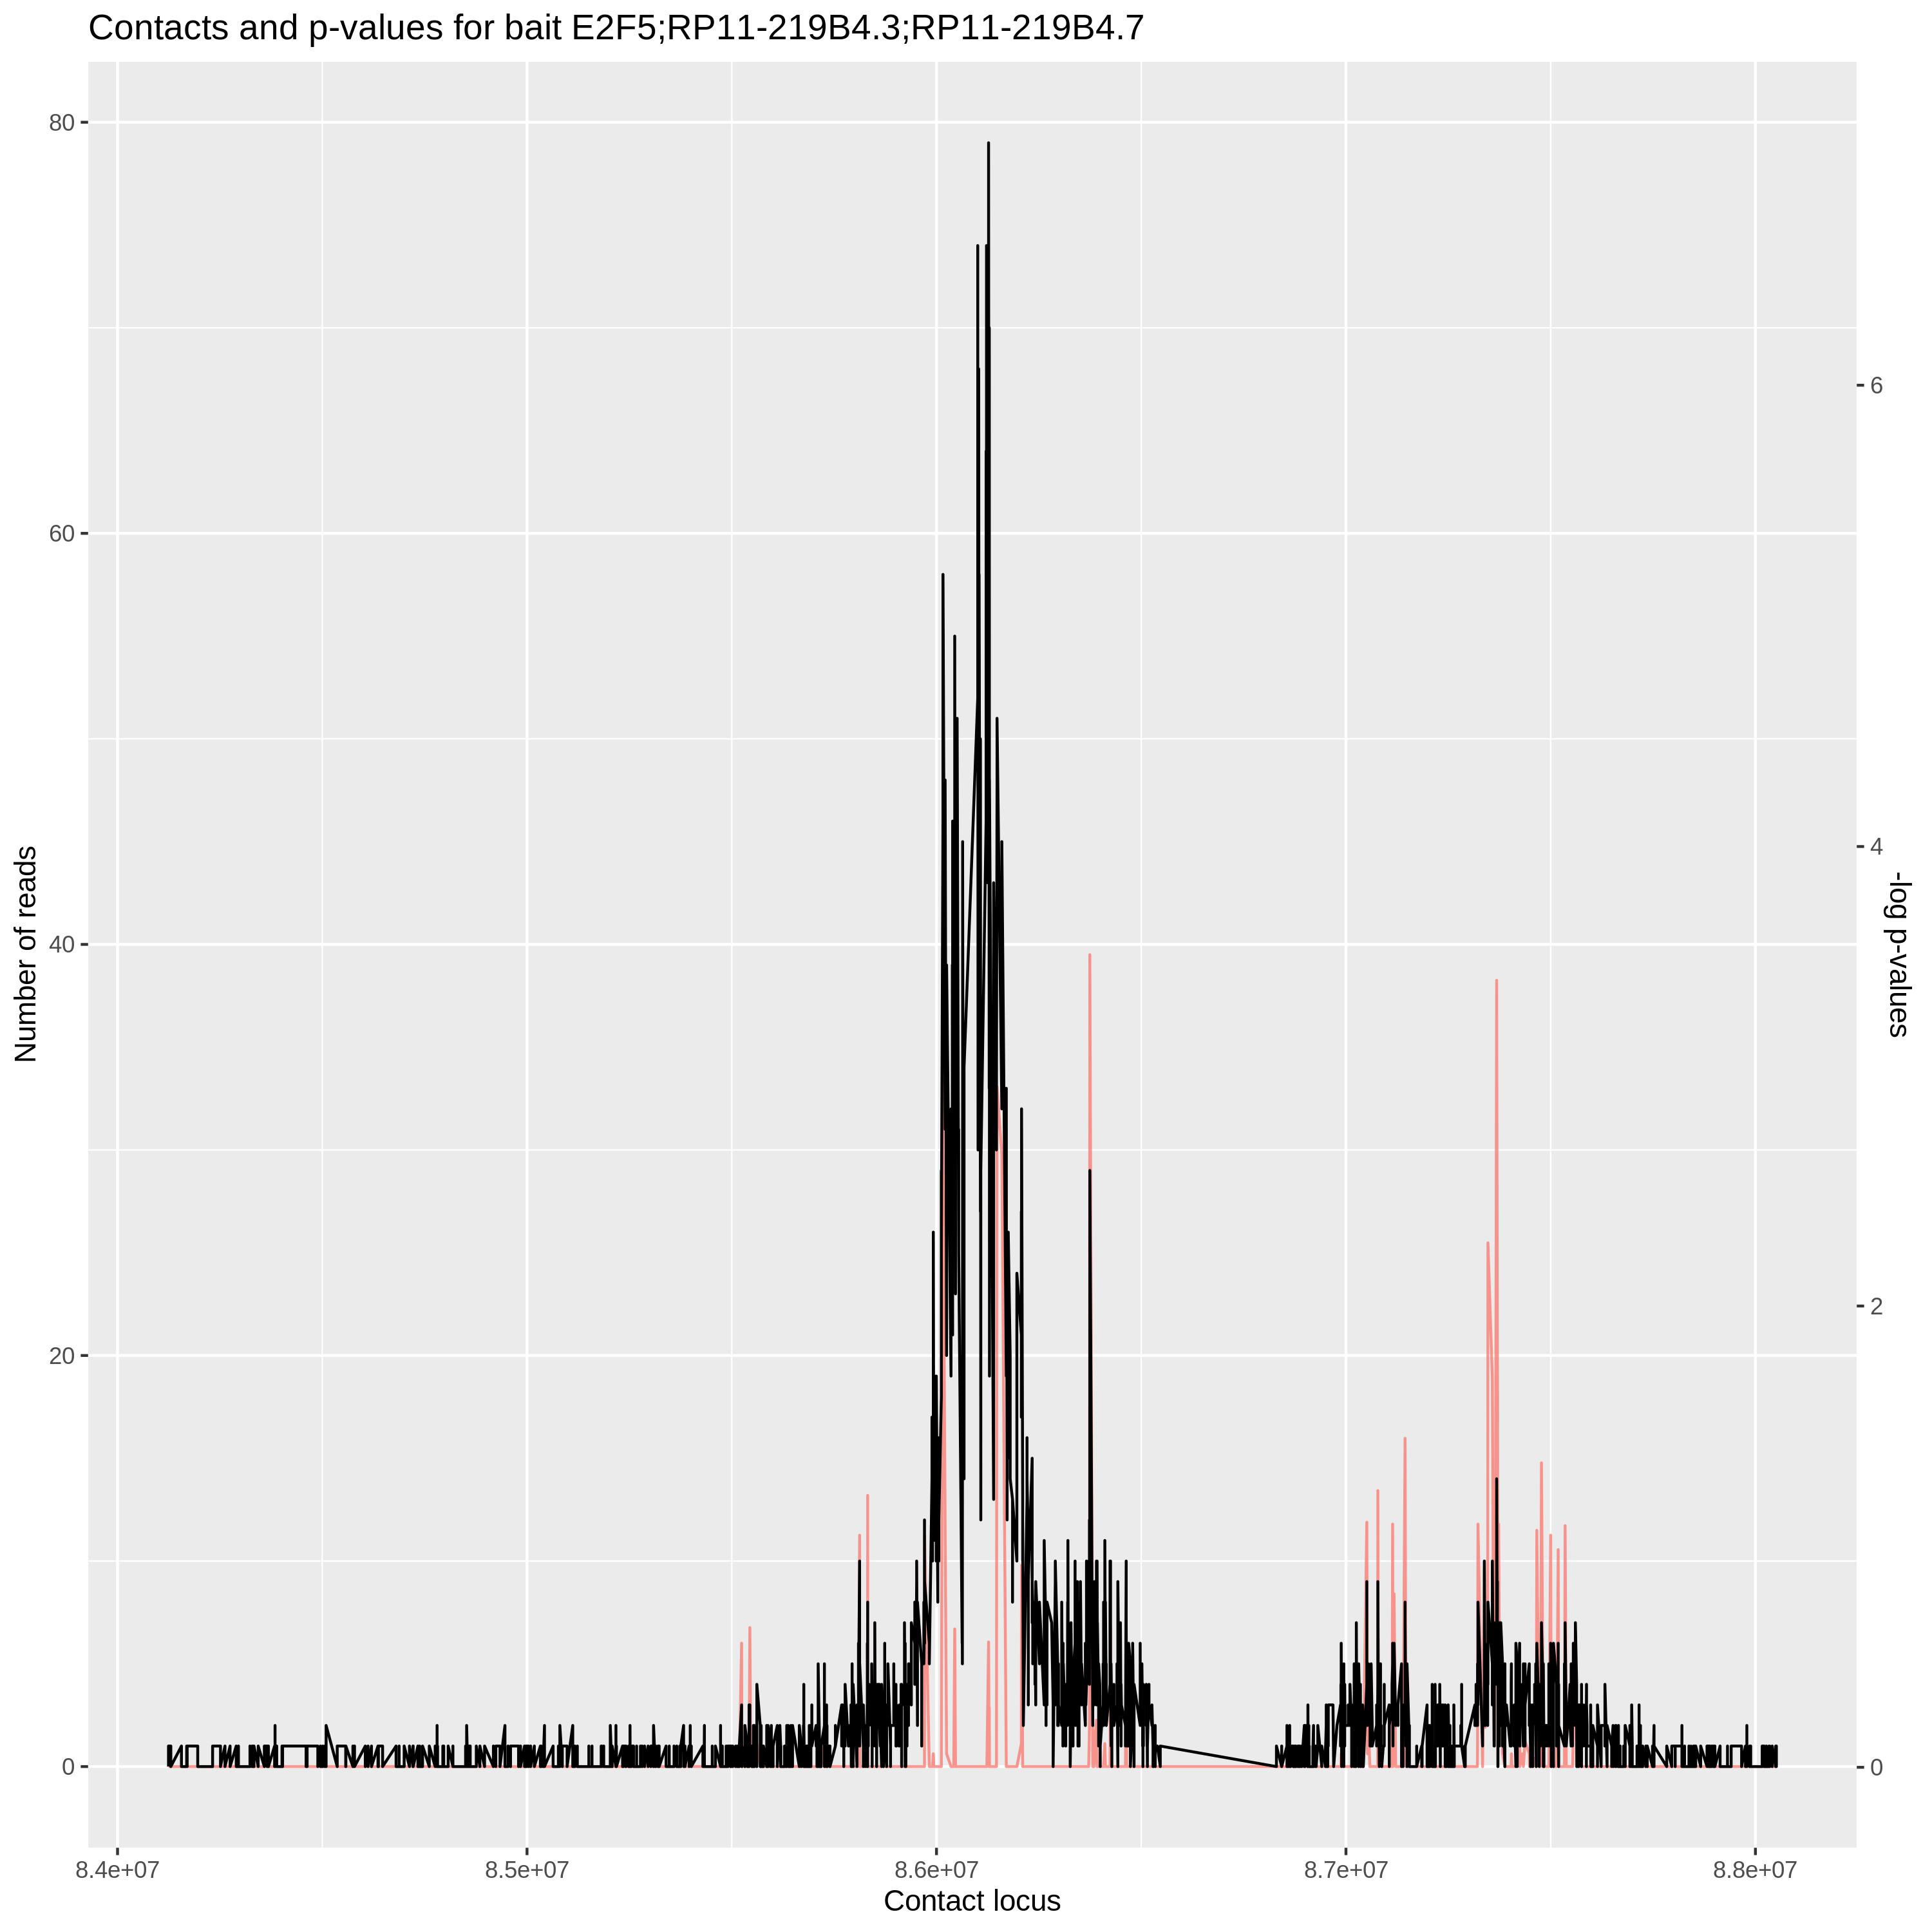 Contacts and p-values for bait E2F5;RP11-219B4.3;RP11-219B4.7
80
60
40
20
0
Number of reads
6
4
2
0
-log p-values
8.4e+07
8.5e+07
8.6e+07
8.7e+07
8.8e+07
Contact locus